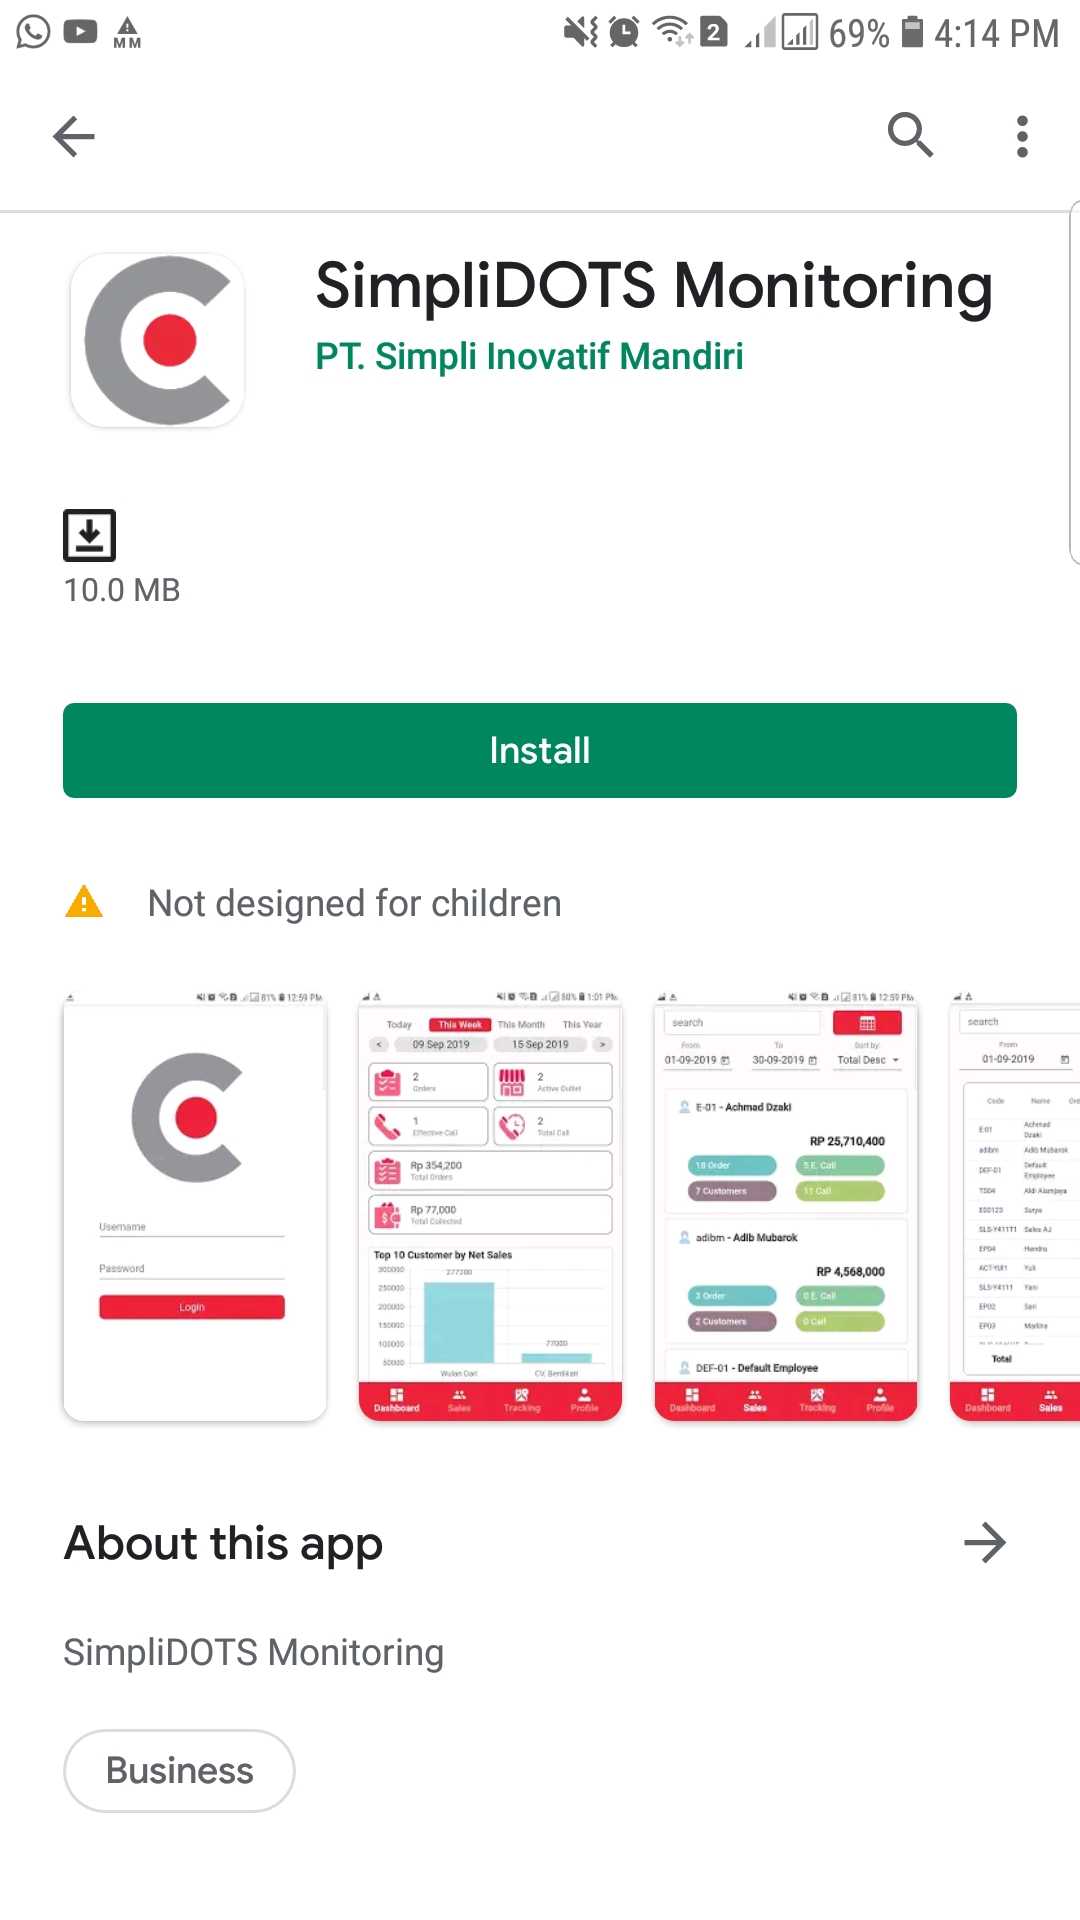 MM 2 69% 4:14 PM
SimpliDOTS Monitoring
PT. Simpli Inovatif Mandiri
10.0 MB
Install
Not designed for children
81% 12:59 PM
Username
Password
Login
80% 1:01 PM
Today This Week This Month This Year
< 09 Sep 2019 15 Sep 2019 >
2 Orders
2 Active Outlet
1 Effective Call
2 Total Call
Rp 354,200
Total Orders
Rp 77,000
Total Collected
Top 10 Customer by Net Sales
300000
277200
250000
200000
150000
100000
77000
50000
Wulan Dari CV. Berdikari
Dashboard Sales Tracking Profile
81% 12:59 PM
search
From To Sort by
01-09-2019 30-09-2019 Total Desc
E-01 - Achmad Dzaki
RP 25,710,400
18 Order 5 E. Call
7 Customers 11 Call
adibm - Adib Mubarok
RP 4,568,000
3 Order 0 E. Call
2 Customers 0 Call
DEF-01 - Default Employee
Dashboard Sales Tracking Profile
search
From
01-09-2019
Code Name
E-01 Achmad Dzaki
adibm Adib Mubarok
DEF-01 Default Employee
TS04 Aldi Alamjaya
E00123 Surya
SLS-Y41111 Sales AJ
EP04 Hendra
ACT-YU01 Yuli
SLS-Y4111 Yani
EP02 Sari
EP03 Marlina
Total
Dashboard Sales
About this app
SimpliDOTS Monitoring
Business